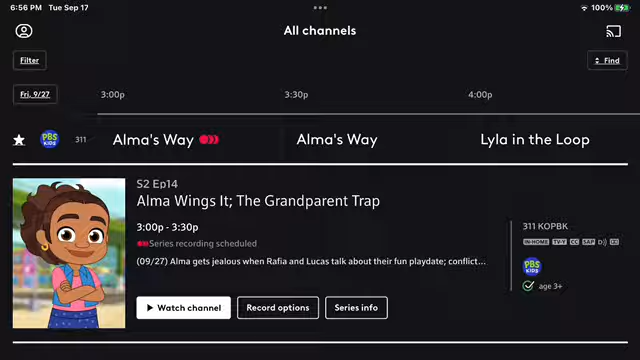 6:56 PM Tue Sep 17
100%
All channels
Filter
Find
Fri, 9/27
3:00p
3:30p
4:00p
PBS KIDS
311
Alma's Way
Alma's Way
Lyla in the Loop
S2 Ep14
Alma Wings It; The Grandparent Trap
3:00p - 3:30p
Series recording scheduled
(09/27) Alma gets jealous when Rafia and Lucas talk about their fun playdate; conflict...
Watch channel
Record options
Series info
311 KOPBK
IN-HOME TV-Y CC SAP D
PBS KIDS
age 3+